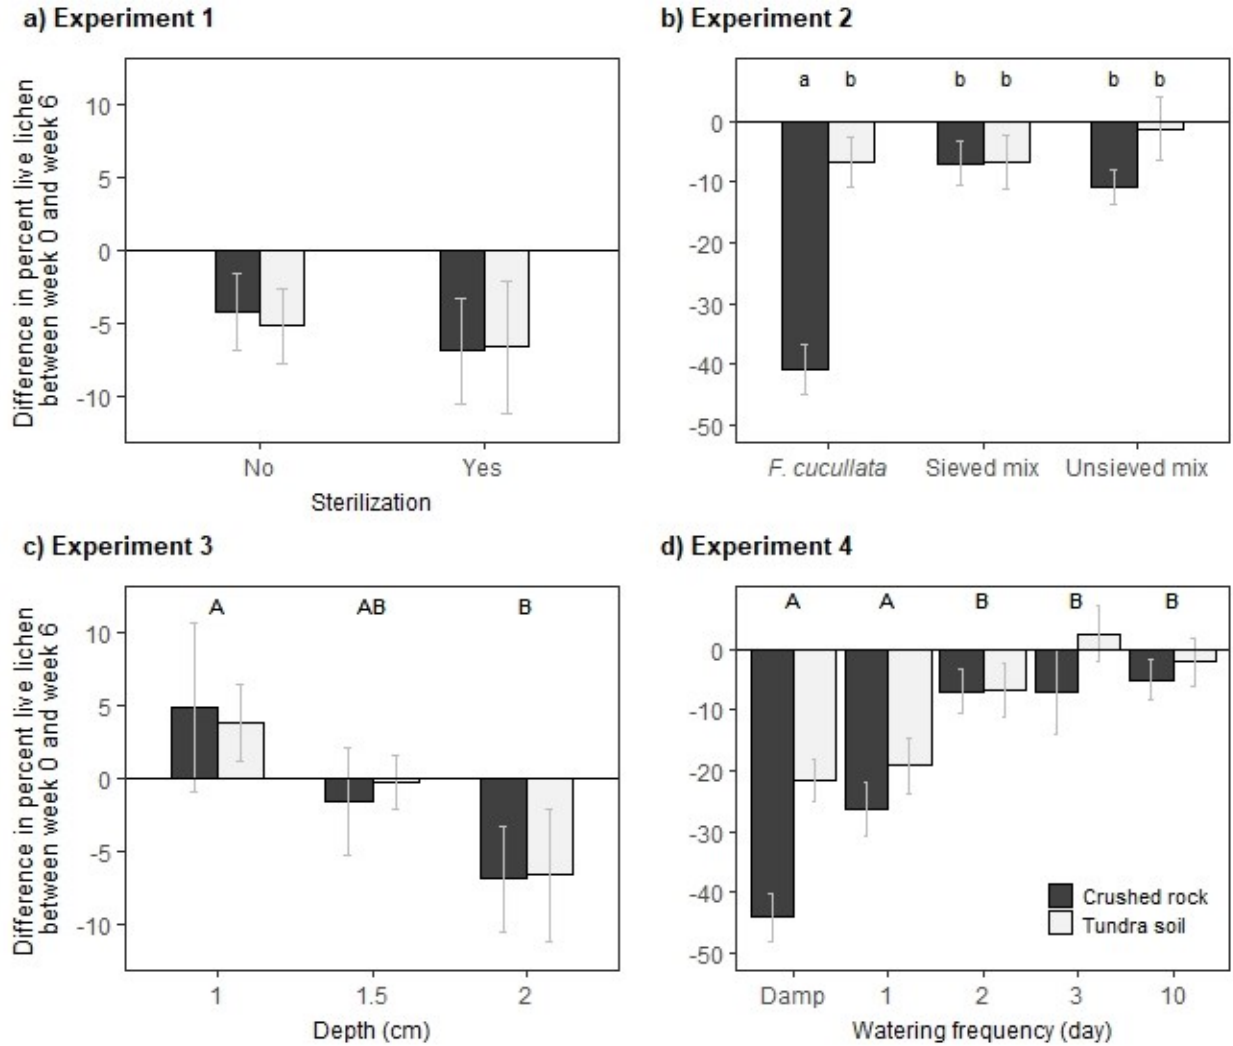 a) Experiment 1
Difference in percent live lichen
between week 0 and week 6
10
5
0
-5
-10
No Yes
Sterilization
b) Experiment 2
a b b b b b
0
-10
-20
-30
-40
-50
F. cucullata Sieved mix Unsieved mix
c) Experiment 3
Difference in percent live lichen
between week 0 and week 6
A AB B
10
5
0
-5
-10
1 1.5 2
Depth (cm)
d) Experiment 4
A A B B B
0
-10
-20
-30
-40
-50
Crushed rock
Tundra soil
Damp 1 2 3 10
Watering frequency (day)